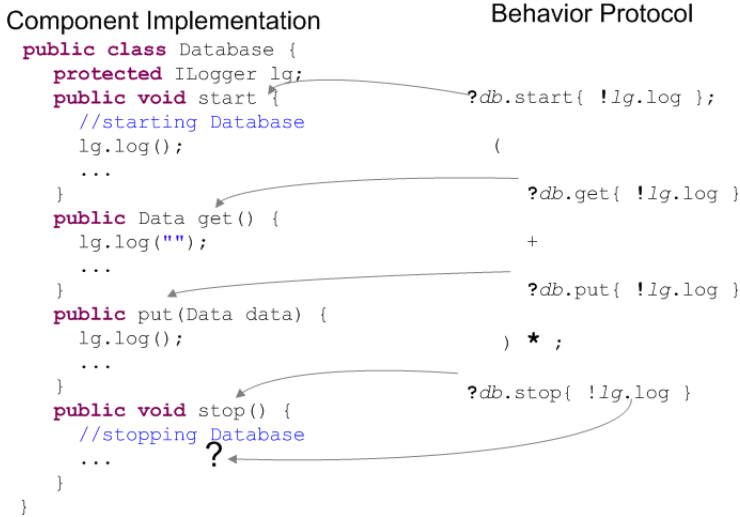 Component Implementation
Behavior Protocol
public class Database {
protected ILogger lg;
public void start {
//starting Database
lg.log();
...
}
public Data get() {
lg.log("");
...
}
public put(Data data) {
lg.log();
...
}
public void stop() {
//stopping Database
... ?
}
}
?db.start{ !lg.log };
(
?db.get{ !lg.log }
+
?db.put{ !lg.log }
) * ;
?db.stop{ !lg.log }